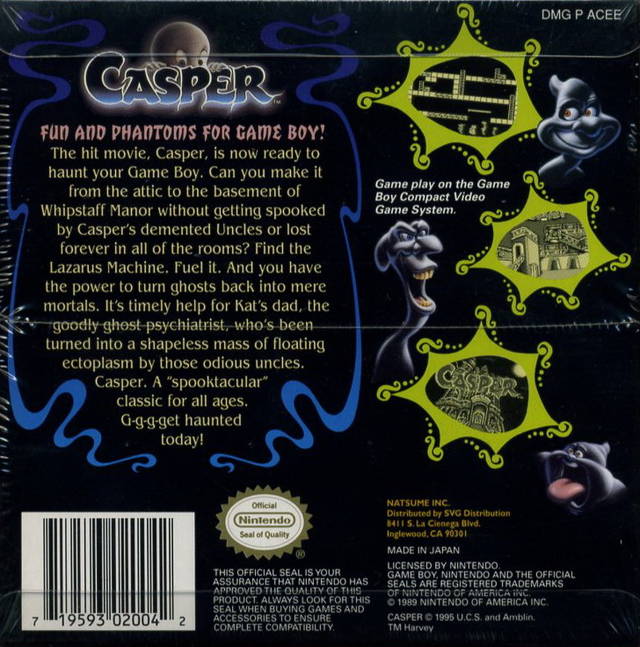 DMG P ACEE
CASPER™
FUN AND PHANTOMS FOR GAME BOY!
The hit movie, Casper, is now ready to
haunt your Game Boy. Can you make it
from the attic to the basement of
Whipstaff Manor without getting spooked
by Casper's demented Uncles or lost
forever in all of the rooms? Find the
Lazarus Machine. Fuel it. And you have
the power to turn ghosts back into mere
mortals. It's timely help for Kat's dad, the
goodly ghost psychiatrist, who's been
turned into a shapeless mass of floating
ectoplasm by those odious uncles.
Casper. A "spooktacular"
classic for all ages.
G-g-g-get haunted
today!
Game play on the Game
Boy Compact Video
Game System.
CASPER
Official
Nintendo
Seal of Quality
®
THIS OFFICIAL SEAL IS YOUR
ASSURANCE THAT NINTENDO HAS
APPROVED THE QUALITY OF THIS
PRODUCT. ALWAYS LOOK FOR THIS
SEAL WHEN BUYING GAMES AND
ACCESSORIES TO ENSURE
COMPLETE COMPATIBILITY.
NATSUME INC.
Distributed by SVG Distribution
8411 S. La Cienega Blvd.
Inglewood, CA 90301
MADE IN JAPAN
LICENSED BY NINTENDO.
GAME BOY, NINTENDO AND THE OFFICIAL
SEALS ARE REGISTERED TRADEMARKS
OF NINTENDO OF AMERICA INC.
© 1989 NINTENDO OF AMERICA INC.
CASPER © 1995 U.C.S. and Amblin.
TM Harvey
7 19593 02004 2